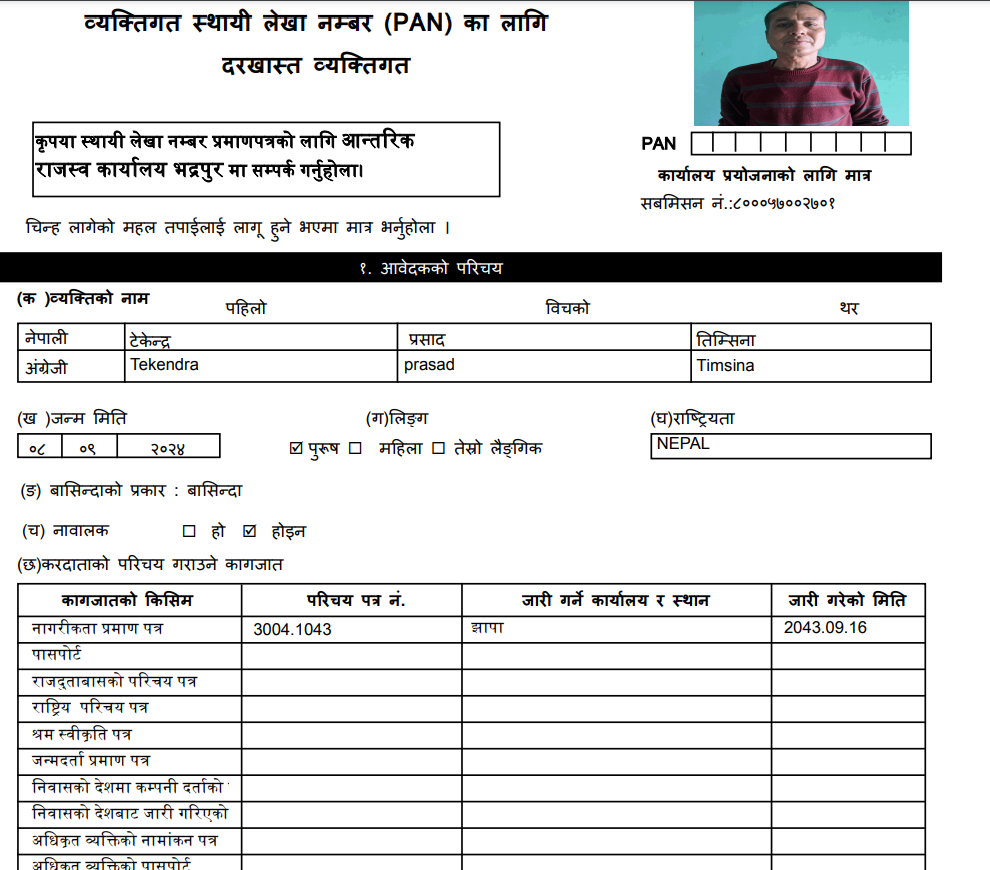 व्यक्तिगत स्थायी लेखा नम्बर (PAN) का लागि
दरखास्त व्यक्तिगत
कृपया स्थायी लेखा नम्बर प्रमाणपत्रको लागि आन्तरिक
राजस्व कार्यालय भद्रपुर मा सम्पर्क गर्नुहोला।
PAN
कार्यालय प्रयोजनाको लागि मात्र
सबमिसन नं.:८०००५७००२७०१
चिन्ह लागेको महल तपाईलाई लागू हुने भएमा मात्र भर्नुहोला ।
१. आवेदकको परिचय
(क )व्यक्तिको नाम पहिलो विचको थर
नेपाली टेकेन्द्र प्रसाद तिम्सिना
अंग्रेजी Tekendra prasad Timsina
(ख )जन्म मिति (ग)लिङ्ग (घ)राष्ट्रियता
०८ ०९ २०२४ ☑ पुरूष ☐ महिला ☐ तेस्रो लैङ्गिक NEPAL
(ङ) बासिन्दाको प्रकार : बासिन्दा
(च) नावालक ☐ हो ☑ होइन
(छ)करदाताको परिचय गराउने कागजात
कागजातको किसिम परिचय पत्र नं. जारी गर्ने कार्यालय र स्थान जारी गरेको मिति
नागरीकता प्रमाण पत्र 3004.1043 झापा 2043.09.16
पासपोर्ट
राजदुताबासको परिचय पत्र
राष्ट्रिय परिचय पत्र
श्रम स्वीकृति पत्र
जन्मदर्ता प्रमाण पत्र
निवासको देशमा कम्पनी दर्ताको
निवासको देशबाट जारी गरिएको
अधिकृत व्यक्तिको नामांकन पत्र
अधिकृत व्यक्तिको पासपोर्ट